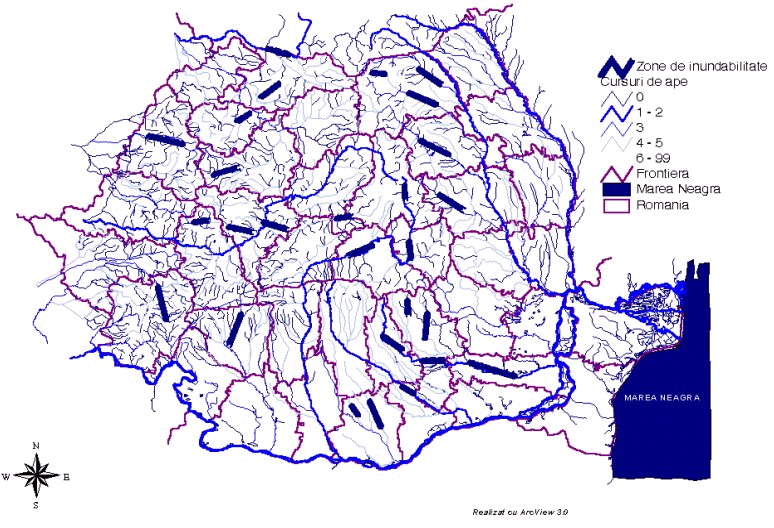 Zone de inundabilitate
Cursuri de ape
0
1 - 2
3
4 - 5
6 - 99
Frontiera
Marea Neagra
Romania
MAREA NEAGRA
N
W E
S
Realizat cu ArcView 3.0